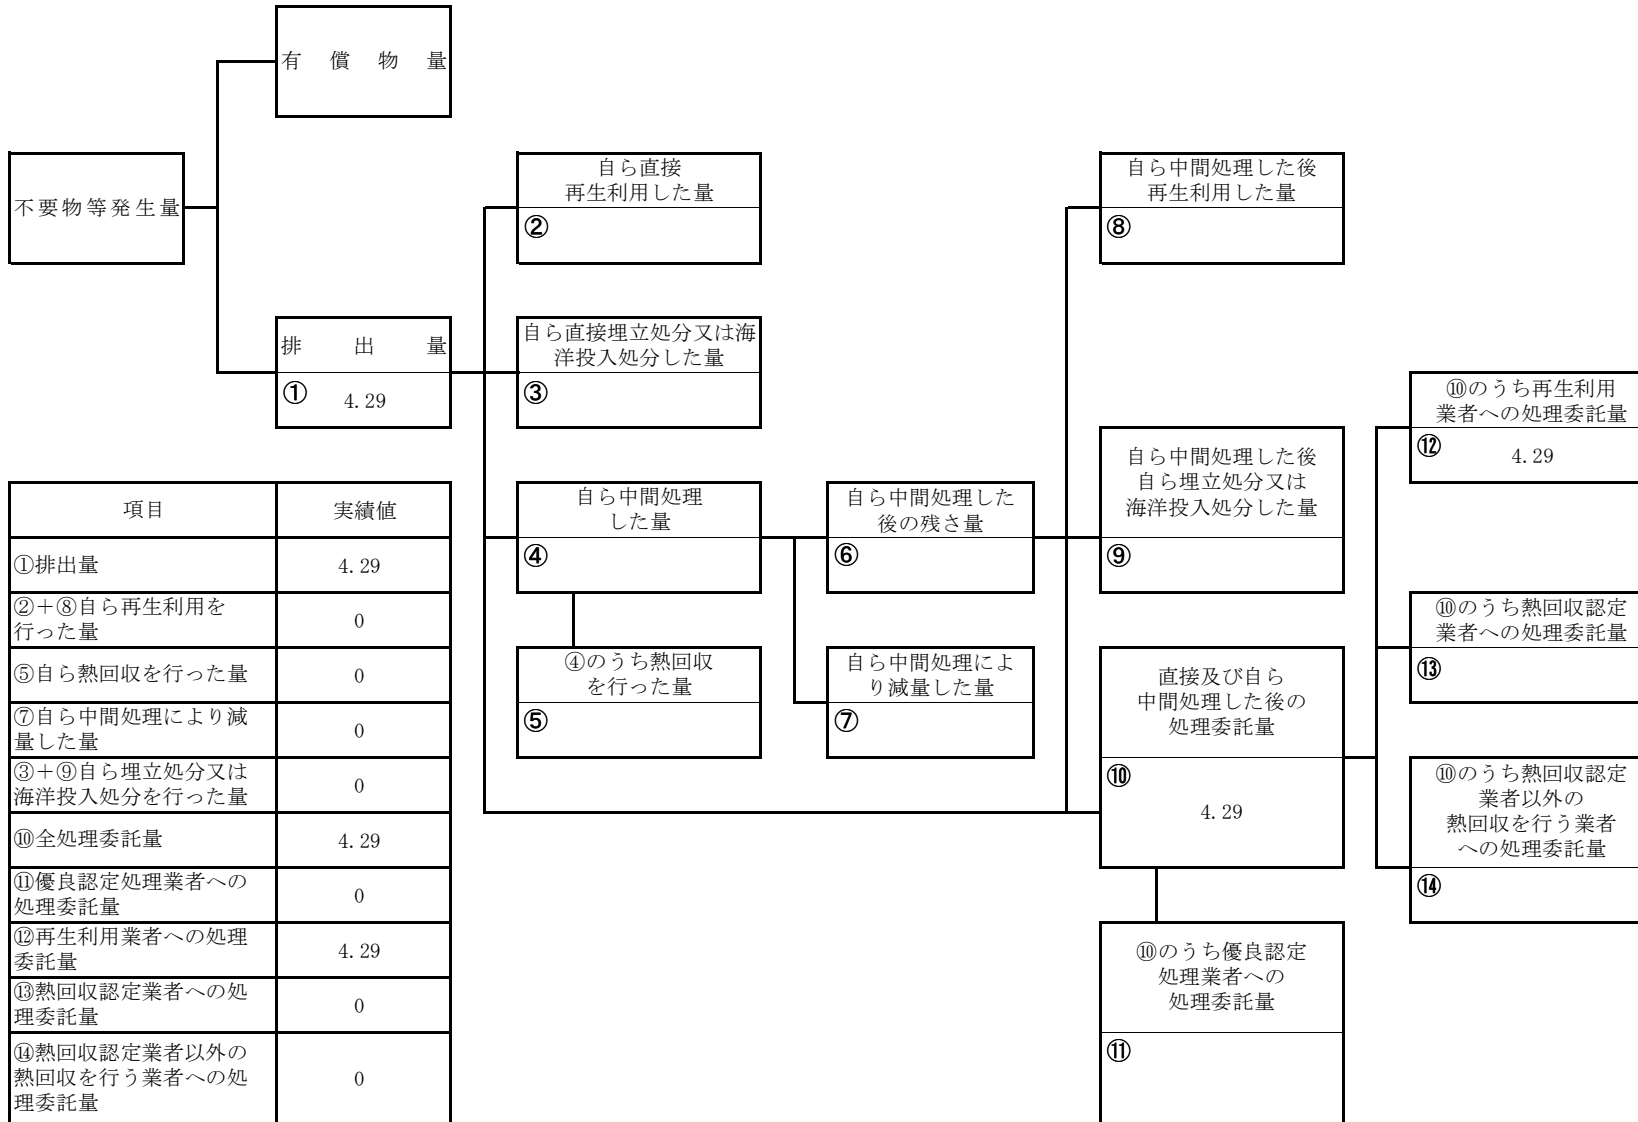 有償物量
不要物等発生量
自ら直接
再生利用した量
②
自ら中間処理した後
再生利用した量
⑧
排出量
① 4.29
自ら直接埋立処分又は海
洋投入処分した量
③
⑩のうち再生利用
業者への処理委託量
⑫ 4.29
自ら中間処理
した量
④
自ら中間処理した
後の残さ量
⑥
自ら中間処理した後
自ら埋立処分又は
海洋投入処分した量
⑨
⑩のうち熱回収認定
業者への処理委託量
⑬
④のうち熱回収
を行った量
⑤
自ら中間処理によ
り減量した量
⑦
直接及び自ら
中間処理した後の
処理委託量
⑩
4.29
⑩のうち熱回収認定
業者以外の
熱回収を行う業者
への処理委託量
⑭
⑩のうち優良認定
処理業者への
処理委託量
⑪
項目 実績値
①排出量 4.29
②+⑧自ら再生利用を
行った量 0
⑤自ら熱回収を行った量 0
⑦自ら中間処理により減
量した量 0
③+⑨自ら埋立処分又は
海洋投入処分を行った量 0
⑩全処理委託量 4.29
⑪優良認定処理業者への
処理委託量 0
⑫再生利用業者への処理
委託量 4.29
⑬熱回収認定業者への処
理委託量 0
⑭熱回収認定業者以外の
熱回収を行う業者への処
理委託量 0